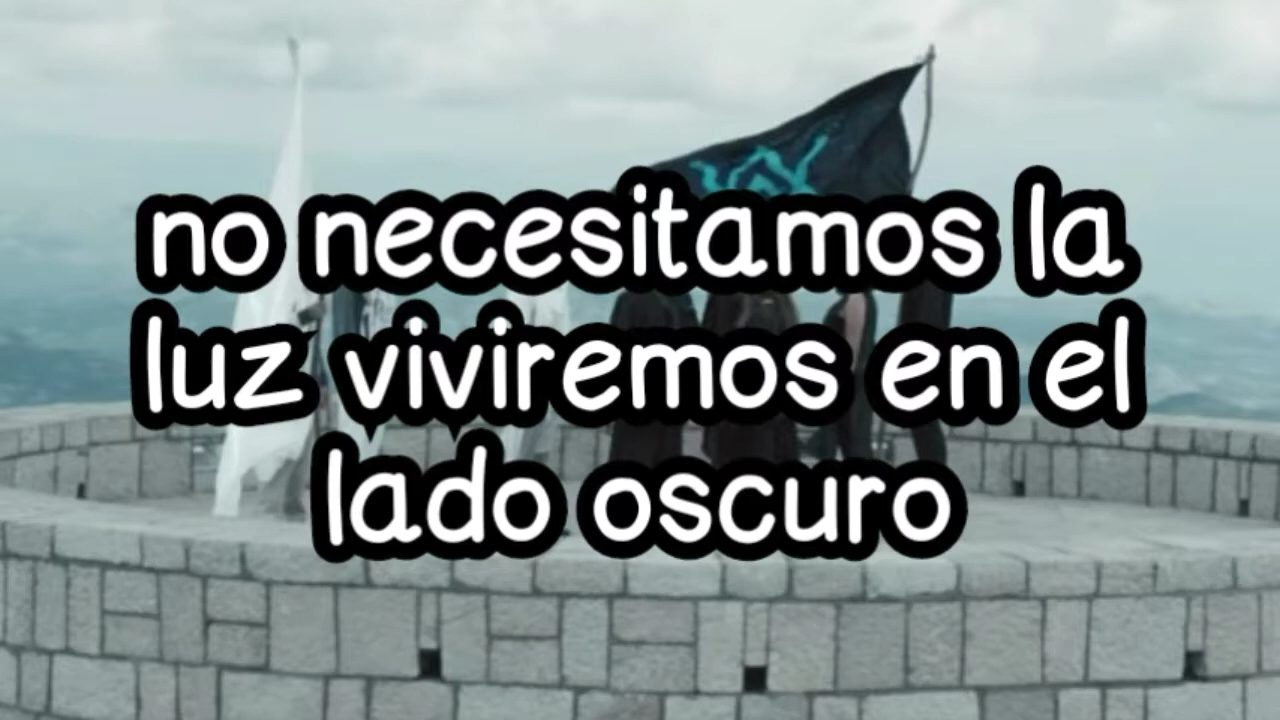 no necesitamos la
luz viviremos en el
lado oscuro